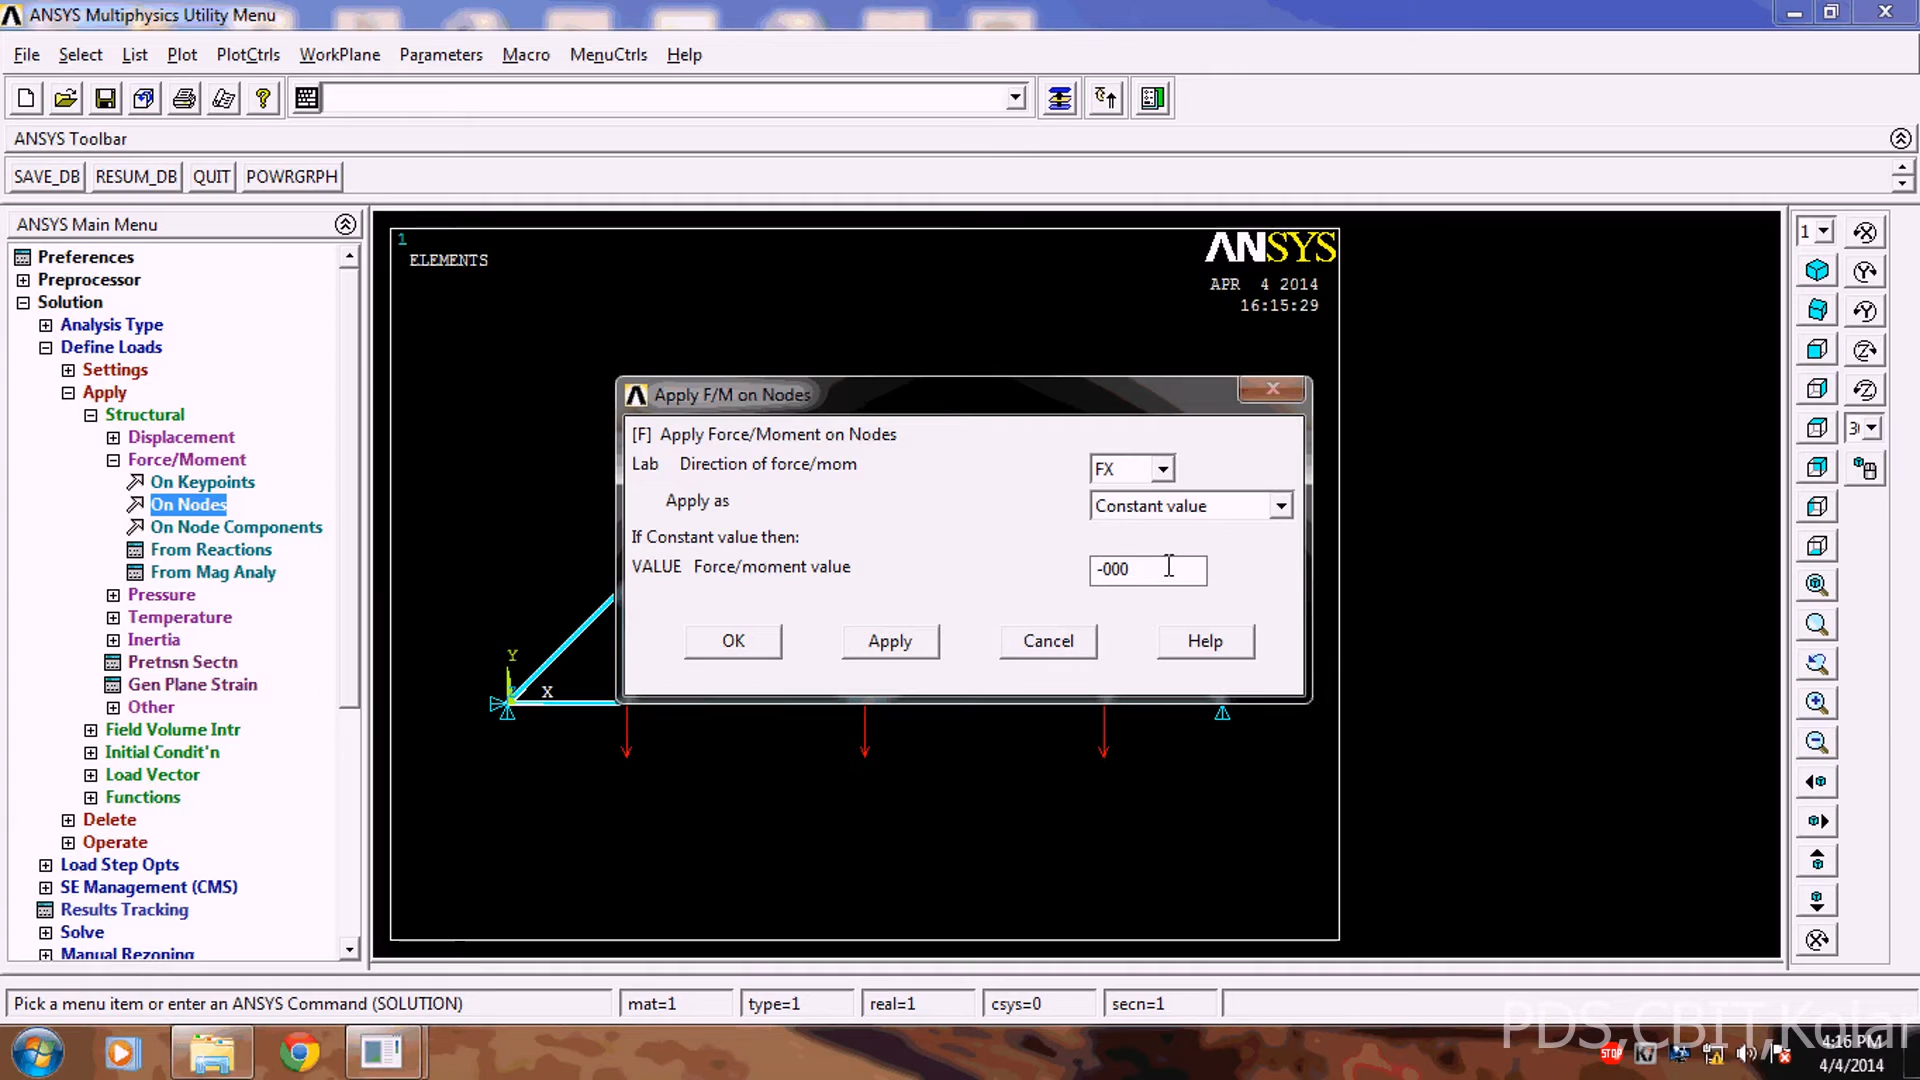 ANSYS Multiphysics Utility Menu
File Select List Plot PlotCtrls WorkPlane Parameters Macro MenuCtrls Help
ANSYS Toolbar
SAVE_DB RESUM_DB QUIT POWRGRPH
ANSYS Main Menu
Preferences
Preprocessor
Solution
Analysis Type
Define Loads
Settings
Apply
Structural
Displacement
Force/Moment
On Keypoints
On Nodes
On Node Components
From Reactions
From Mag Analy
Pressure
Temperature
Inertia
Pretnsn Sectn
Gen Plane Strain
Other
Field Volume Intr
Initial Condit'n
Load Vector
Functions
Delete
Operate
Load Step Opts
SE Management (CMS)
Results Tracking
Solve
Manual Rezoning
1
ELEMENTS
ANSYS
APR 4 2014
16:15:29
Apply F/M on Nodes
[F] Apply Force/Moment on Nodes
Lab Direction of force/mom FX
Apply as Constant value
If Constant value then:
VALUE Force/moment value -000
OK Apply Cancel Help
Y
X
1
Pick a menu item or enter an ANSYS Command (SOLUTION) mat=1 type=1 real=1 csys=0 secn=1
PDS,CBIT,Kolar
STOP
4:16 PM
4/4/2014